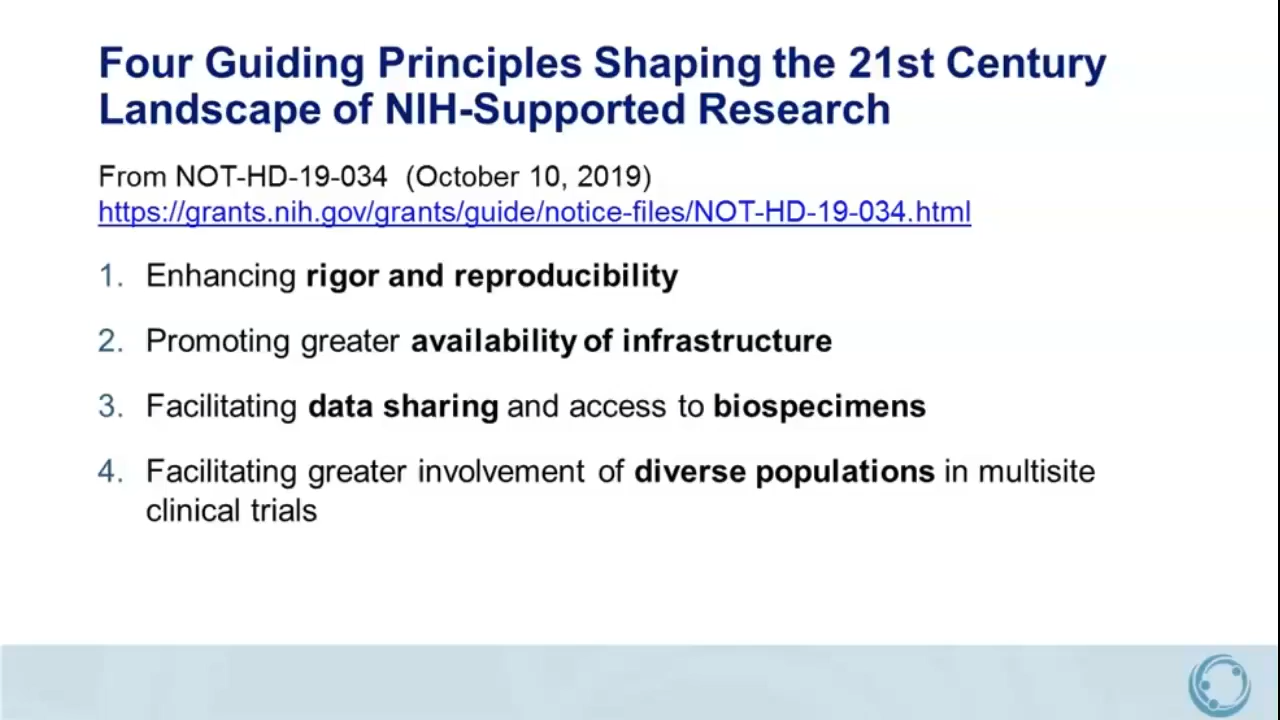 Four Guiding Principles Shaping the 21st Century
Landscape of NIH-Supported Research
From NOT-HD-19-034 (October 10, 2019)
https://grants.nih.gov/grants/guide/notice-files/NOT-HD-19-034.html
1. Enhancing rigor and reproducibility
2. Promoting greater availability of infrastructure
3. Facilitating data sharing and access to biospecimens
4. Facilitating greater involvement of diverse populations in multisite
clinical trials